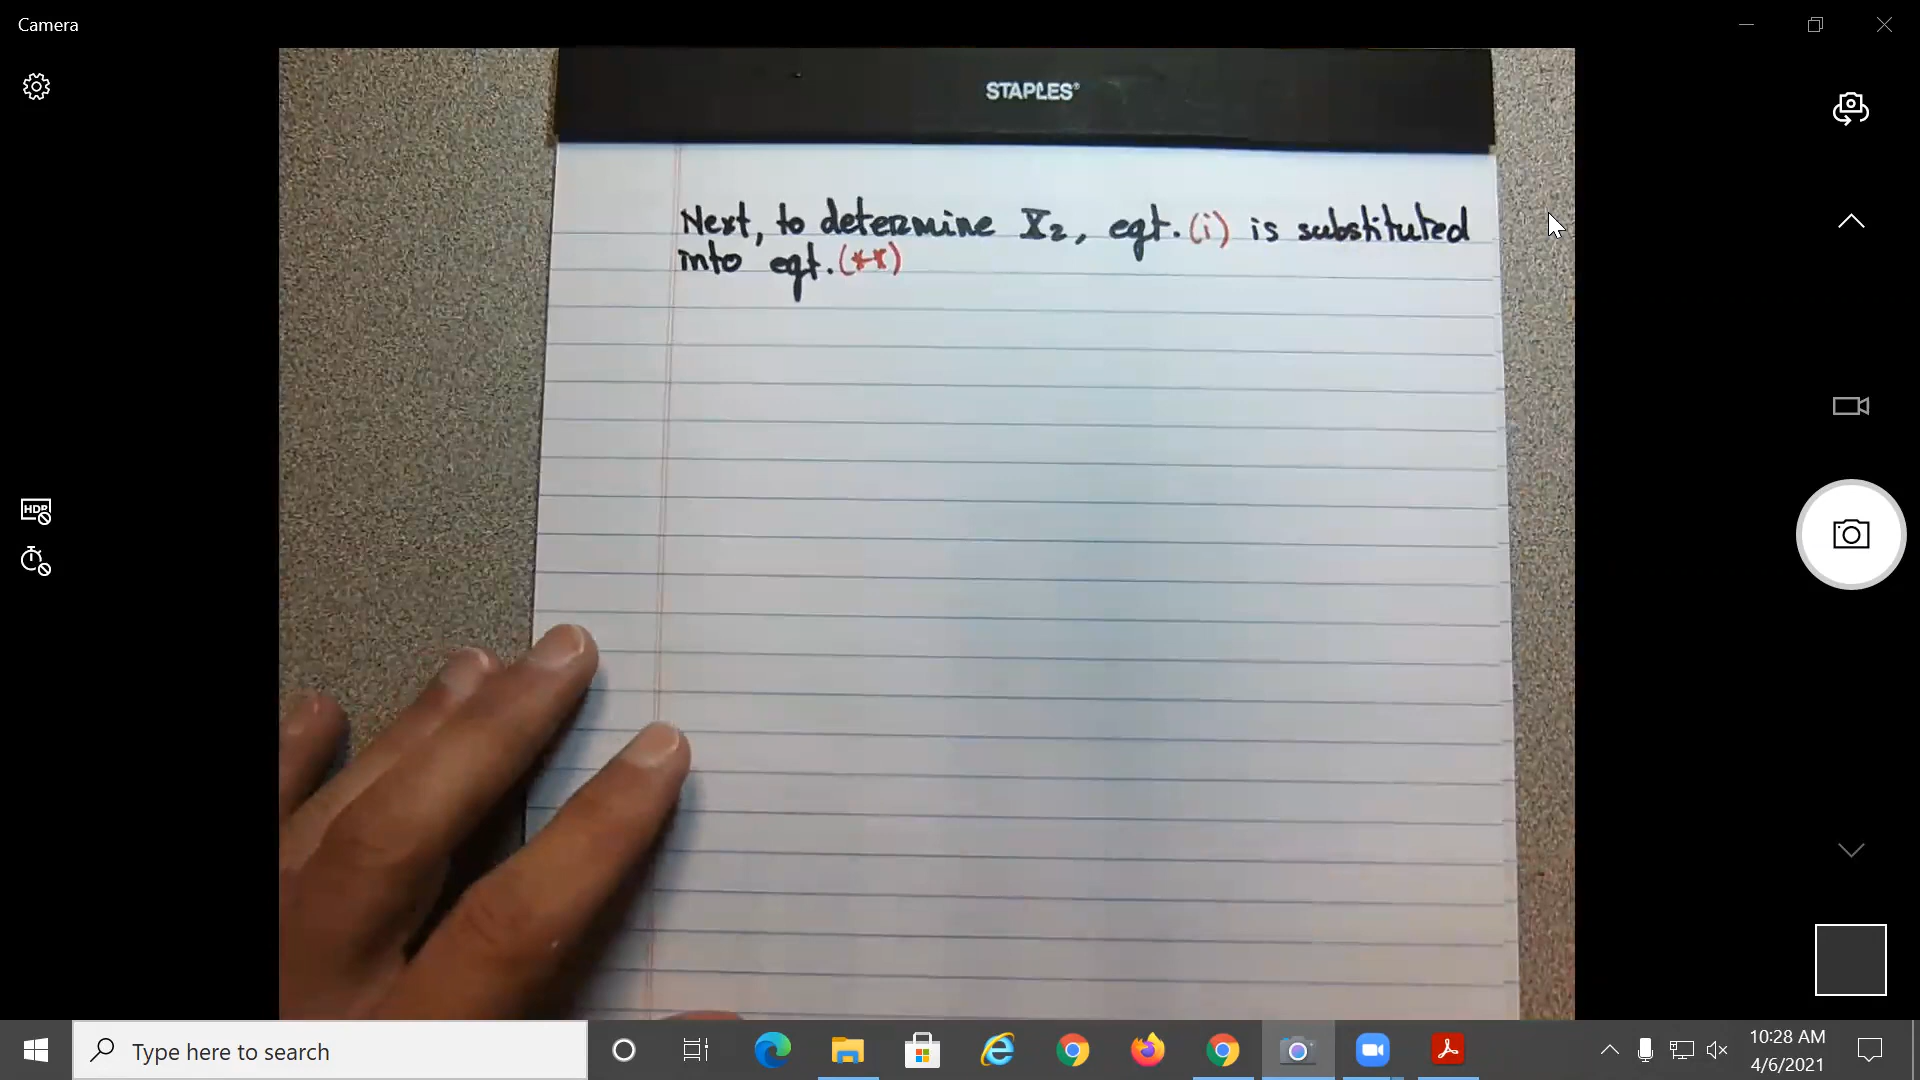 Camera
STAPLES®
Next, to determine X₂, eqt. (i) is substituted
into eqt. (**)
HDR
Type here to search
10:28 AM
4/6/2021